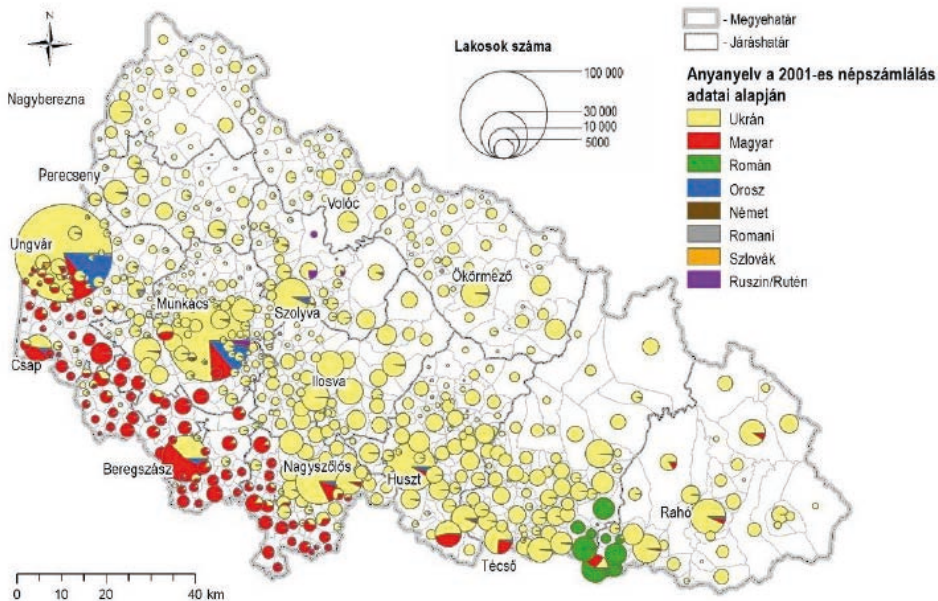 N
Lakosok száma
100 000
30 000
10 000
5000
- Megyehatár
- Járáshatár
Anyanyelv a 2001-es népszámlálás
adatai alapján
Ukrán
Magyar
Román
Orosz
Német
Romani
Szlovák
Ruszin/Rutén
Nagyberezna
Perecseny
Volóc
Ungvár
Ökörmező
Munkács
Szolyva
Csap
Ilosva
Beregszász
Nagyszőlős
Huszt
Rahó
Técső
0 10 20 40 km